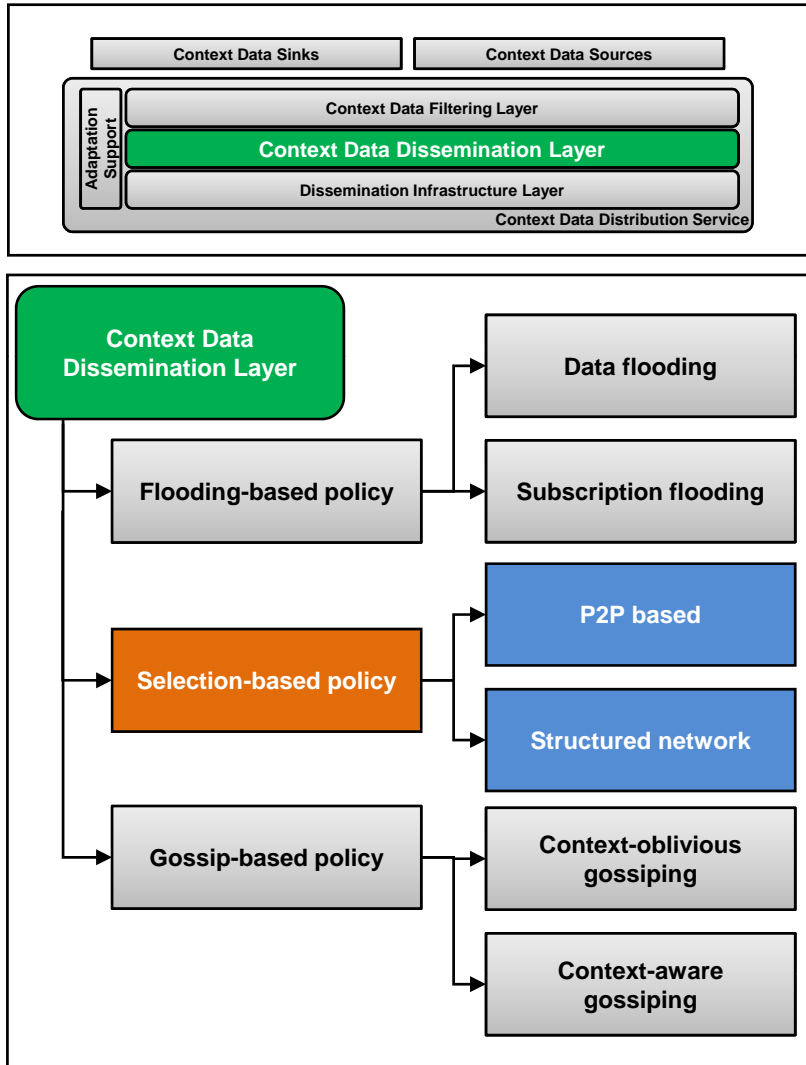 Context Data Sinks
Context Data Sources
Adaptation
Support
Context Data Filtering Layer
Context Data Dissemination Layer
Dissemination Infrastructure Layer
Context Data Distribution Service
Context Data
Dissemination Layer
Data flooding
Flooding-based policy
Subscription flooding
P2P based
Selection-based policy
Structured network
Gossip-based policy
Context-oblivious
gossiping
Context-aware
gossiping